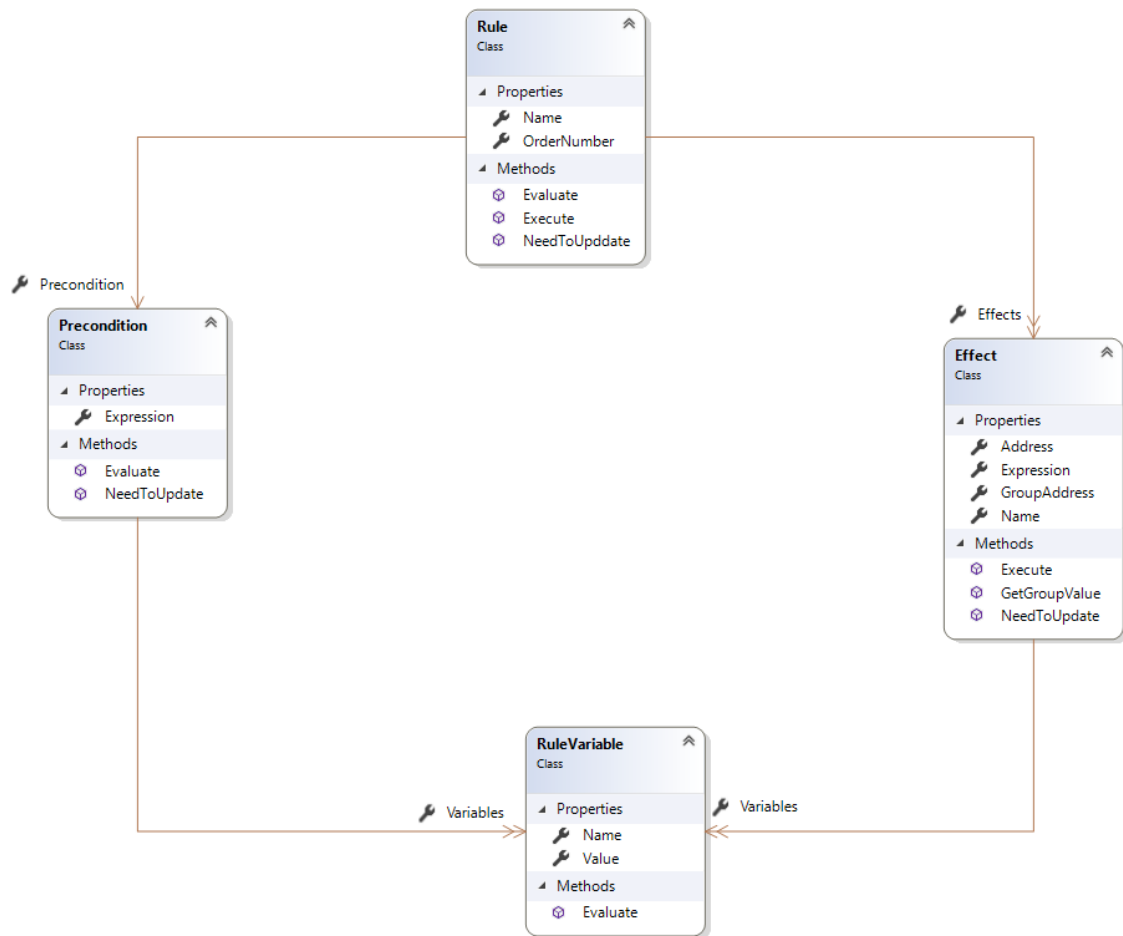 Rule
Class
Properties
Name
OrderNumber
Methods
Evaluate
Execute
NeedToUpddate
Precondition
Precondition
Class
Properties
Expression
Methods
Evaluate
NeedToUpdate
Effects
Effect
Class
Properties
Address
Expression
GroupAddress
Name
Methods
Execute
GetGroupValue
NeedToUpdate
Variables
RuleVariable
Class
Properties
Name
Value
Methods
Evaluate
Variables